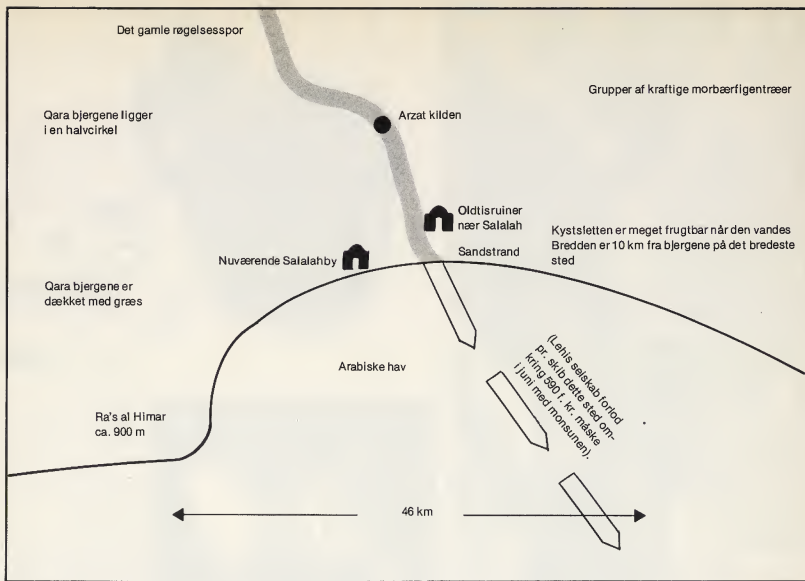 Det gamle røgelsesspor
Grupper af kraftige morbærfigentræer
Qara bjergene ligger
i en halvcirkel
Arzat kilden
Oldtisruiner
nær Salalah
Kystsletten er meget frugtbar når den vandes
Bredden er 10 km fra bjergene på det bredeste
sted
Sandstrand
Nuværende Salalahby
Qara bjergene er
dækket med græs
Arabiske hav
(Lehis selskab forlod
pr. skib dette sted om-
kring 590 f. kr. måske
i juni med monsunen).
Ra's al Himar
ca. 900 m
46 km